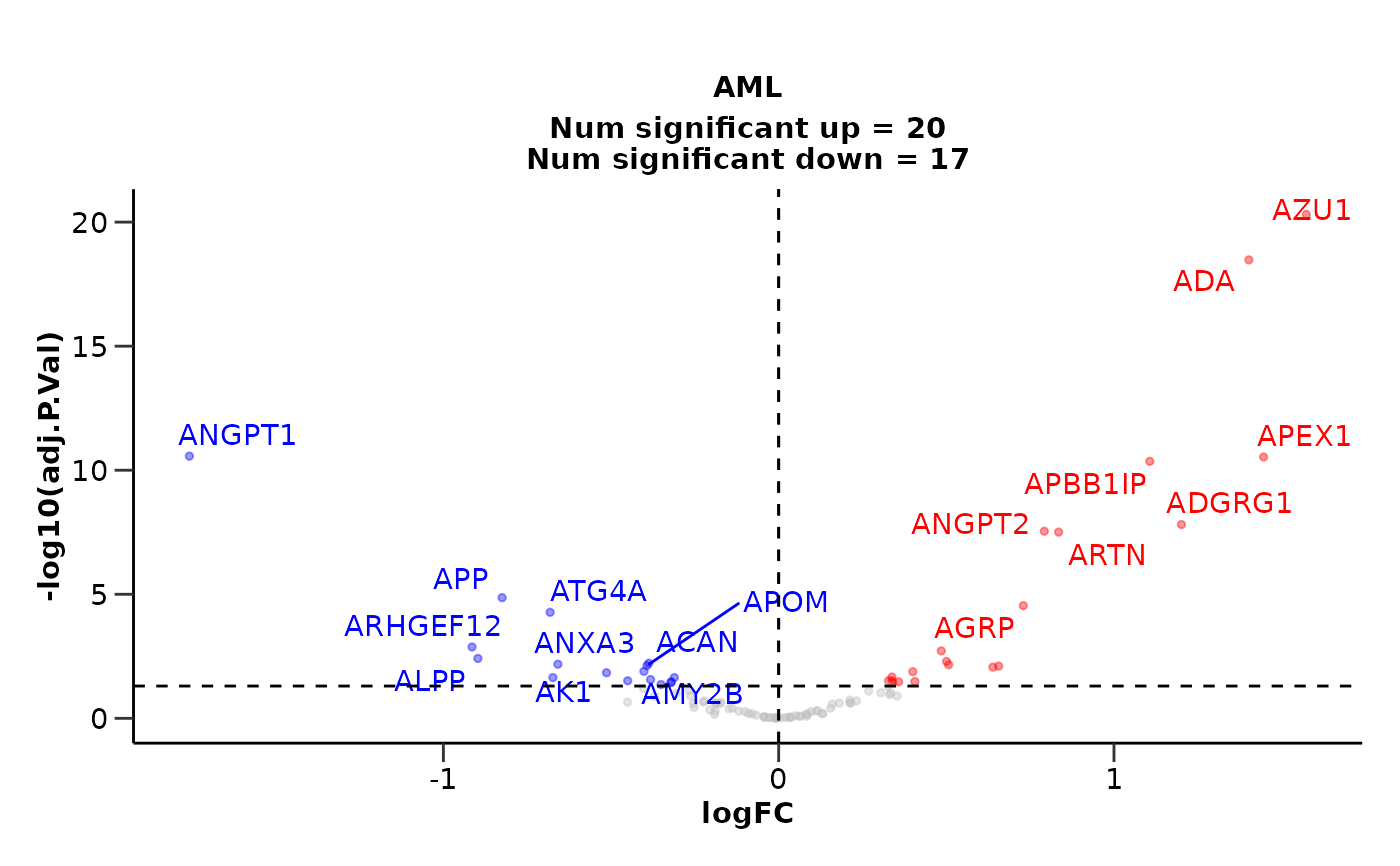 AML
Num significant up = 20
Num significant down = 17
20
15
10
5
0
-log10(adj.P.Val)
AZU1
ADA
ANGPT1
APEX1
APBB1IP
ADGRG1
ANGPT2
ARTN
APP
ATG4A
APOM
ARHGEF12
AGRP
ANXA3
ACAN
ALPP
AK1
AMY2B
-1
0
1
logFC